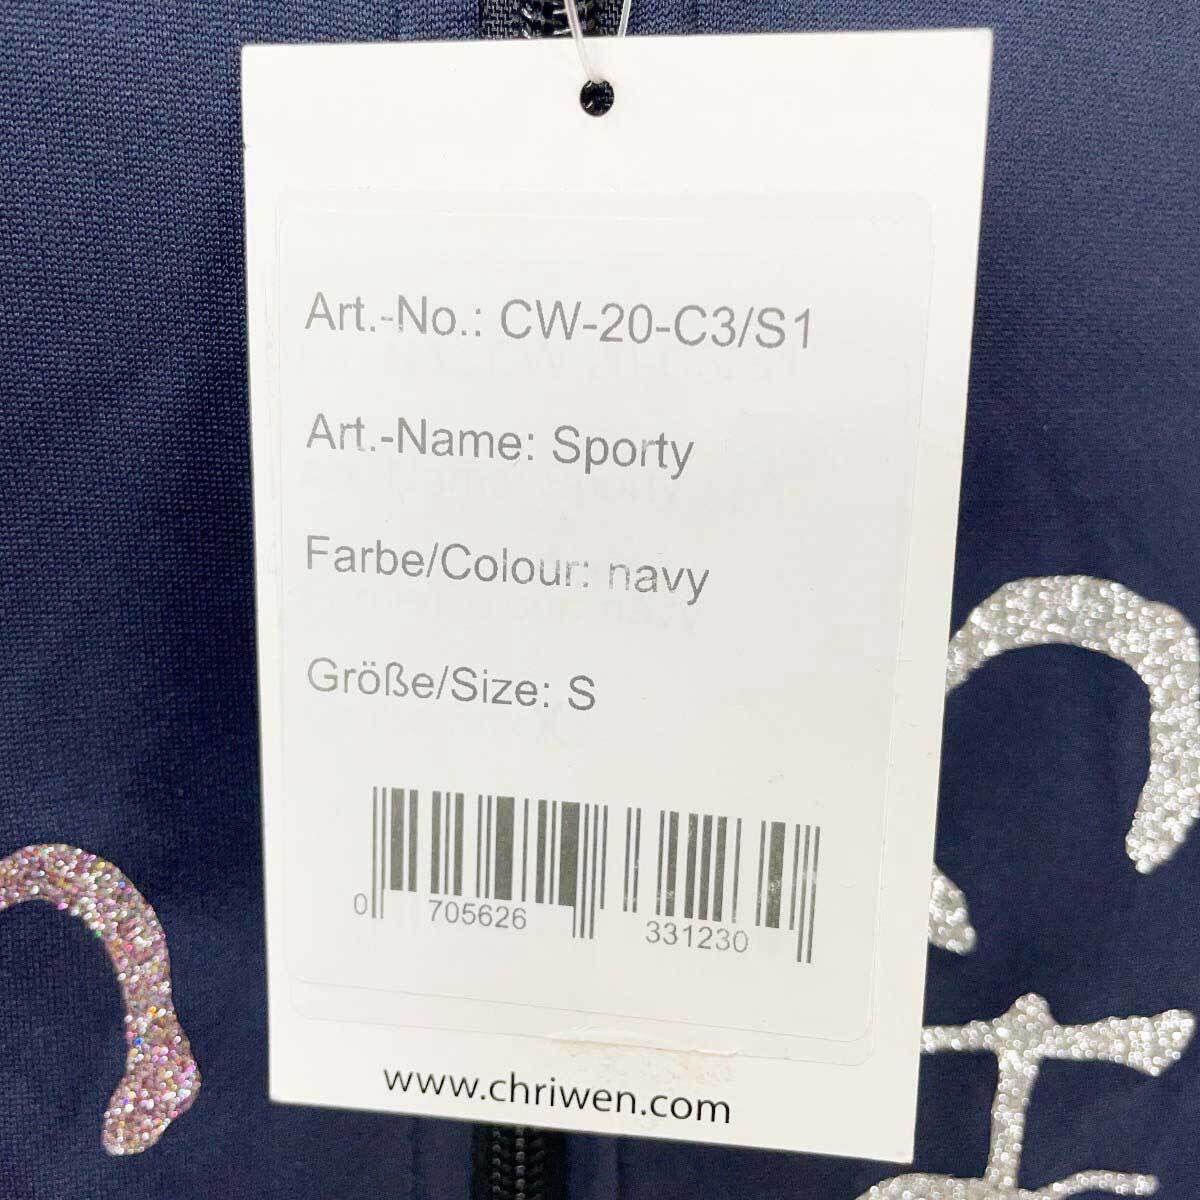 Art.-No.: CW-20-C3/S1
Art.-Name: Sporty
Farbe/Colour: navy
Größe/Size: S
0 705626 331230
www.chriwen.com